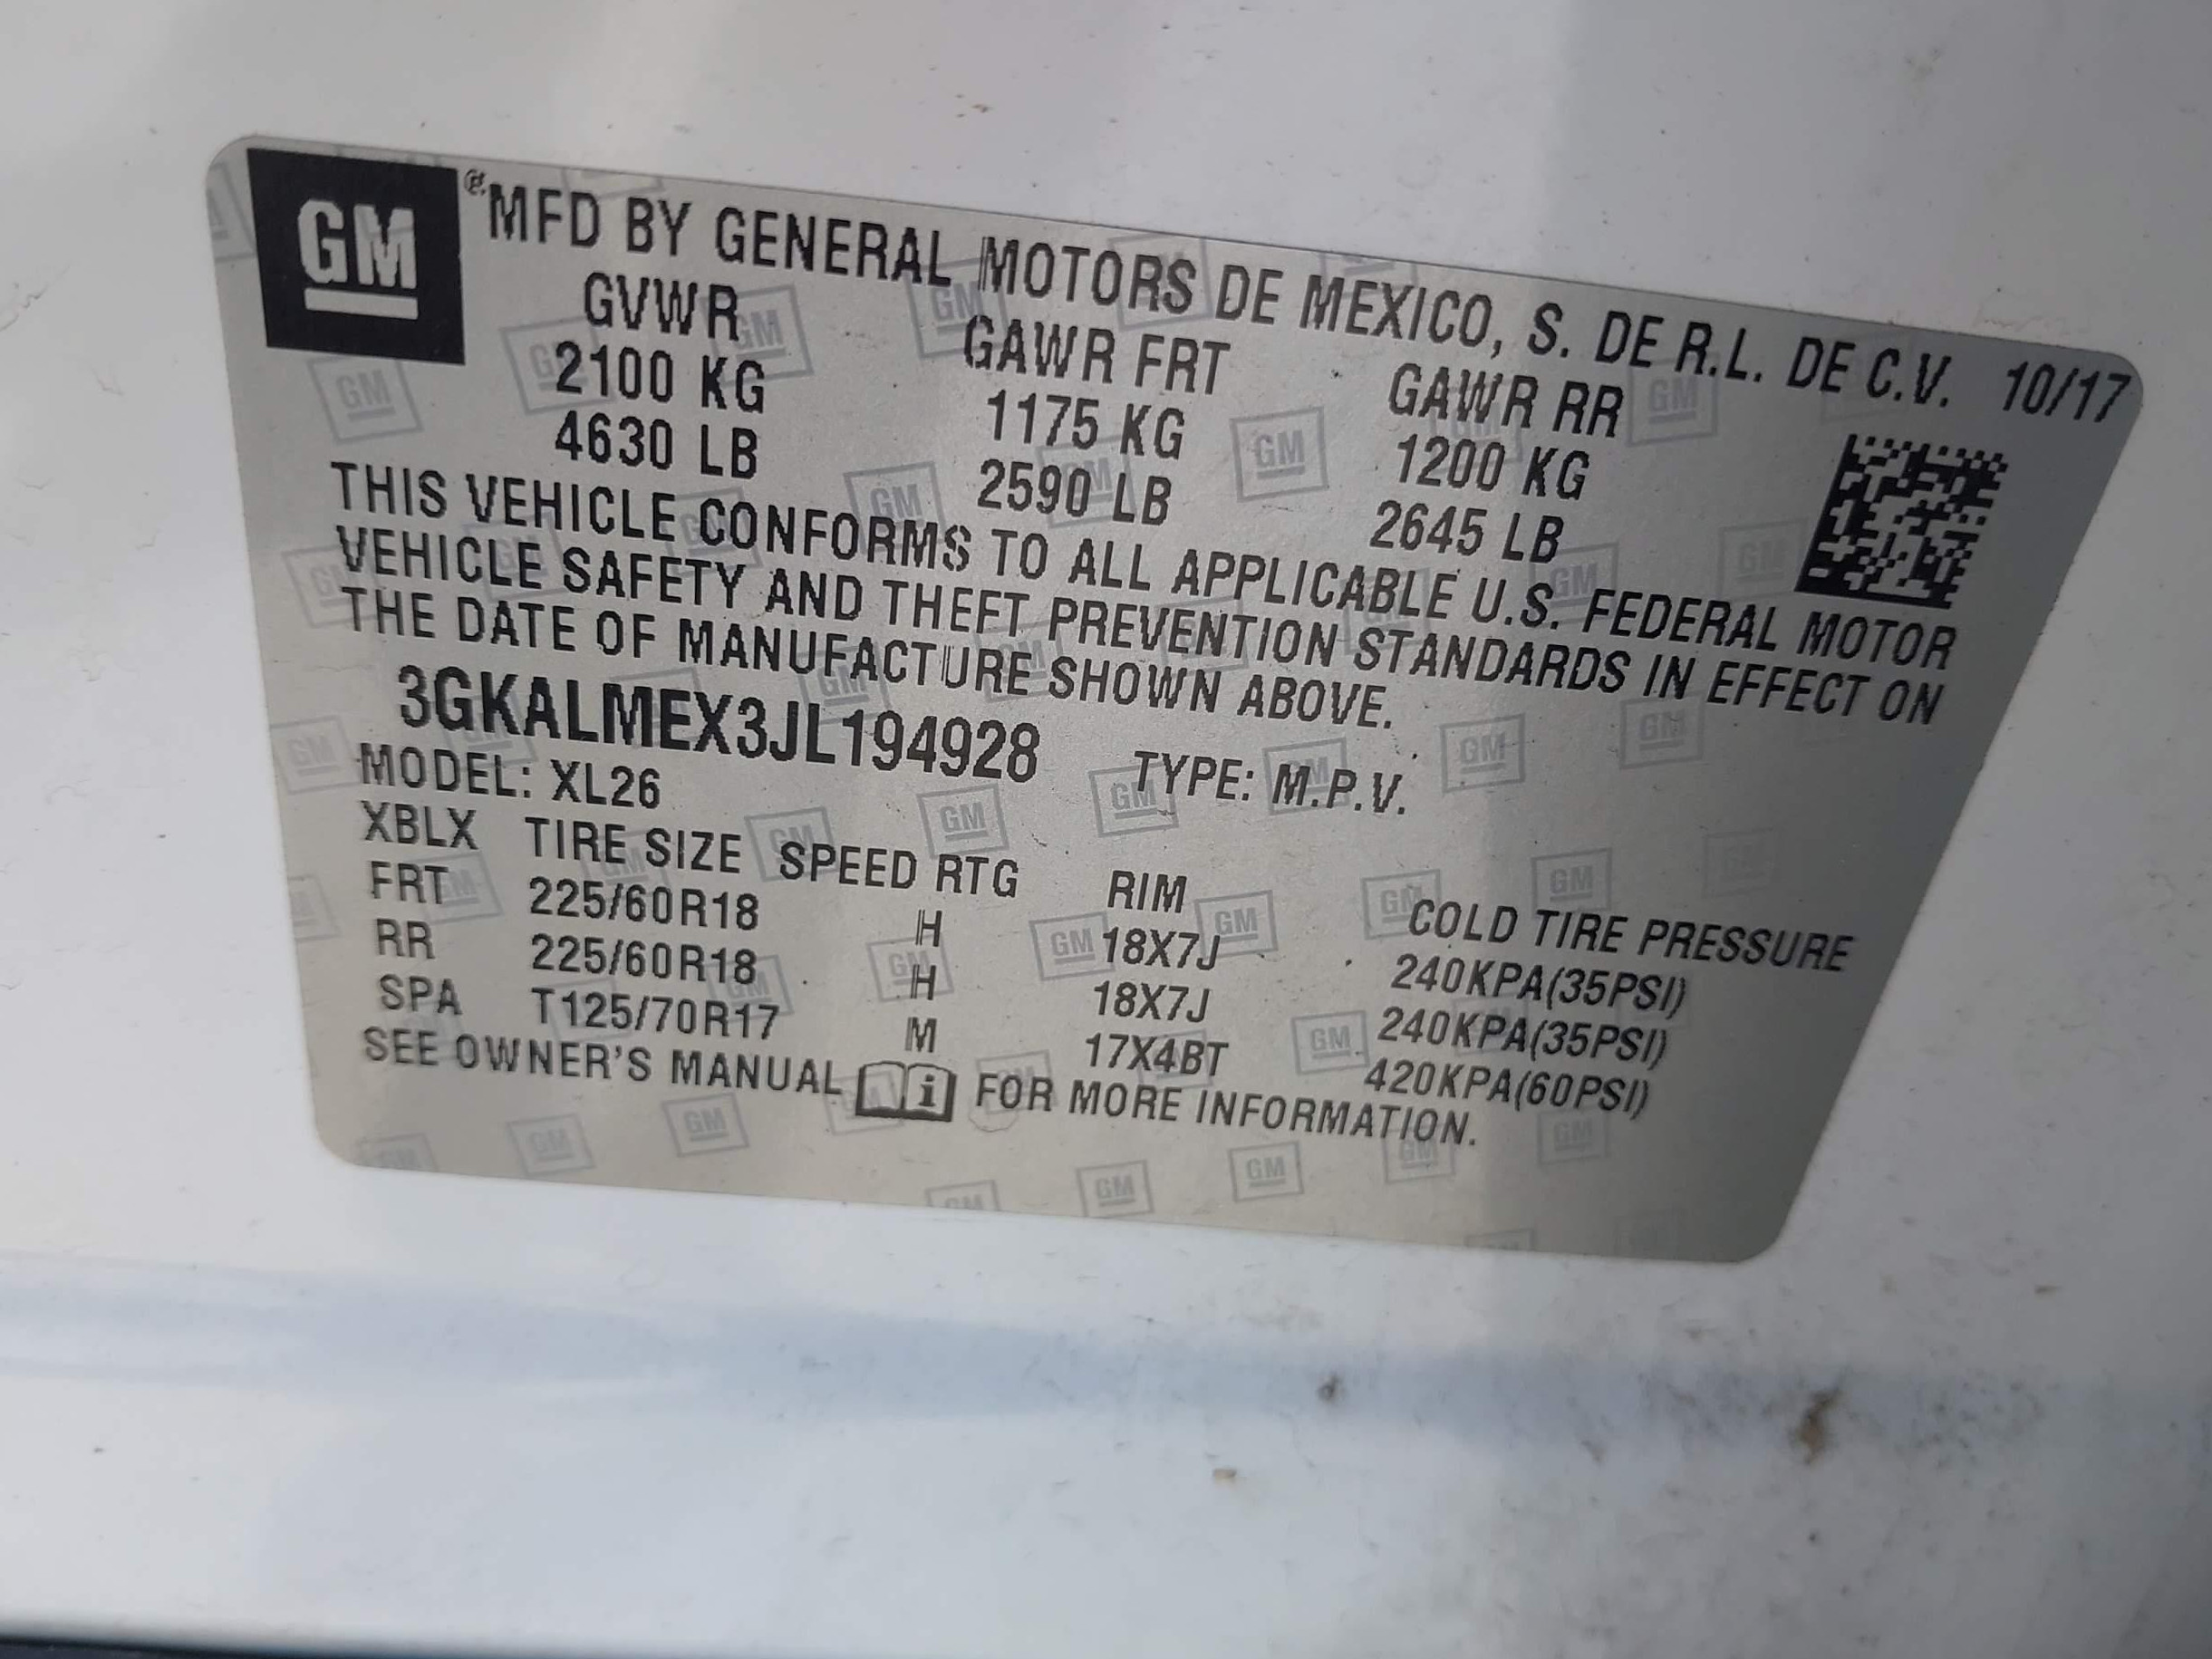 GM ® MFD BY GENERAL MOTORS DE MEXICO, S. DE R.L. DE C.V. 10/17
GVWR GAWR FRT GAWR RR
2100 KG 1175 KG 1200 KG
4630 LB 2590 LB 2645 LB
THIS VEHICLE CONFORMS TO ALL APPLICABLE U.S. FEDERAL MOTOR
VEHICLE SAFETY AND THEFT PREVENTION STANDARDS IN EFFECT ON
THE DATE OF MANUFACTURE SHOWN ABOVE.
3GKALMEX3JL194928 TYPE: M.P.V.
MODEL: XL26
XBLX TIRE SIZE SPEED RTG RIM COLD TIRE PRESSURE
FRT 225/60R18 H 18X7J 240KPA(35PSI)
RR 225/60R18 H 18X7J 240KPA(35PSI)
SPA T125/70R17 M 17X4BT 420KPA(60PSI)
SEE OWNER'S MANUAL i FOR MORE INFORMATION.